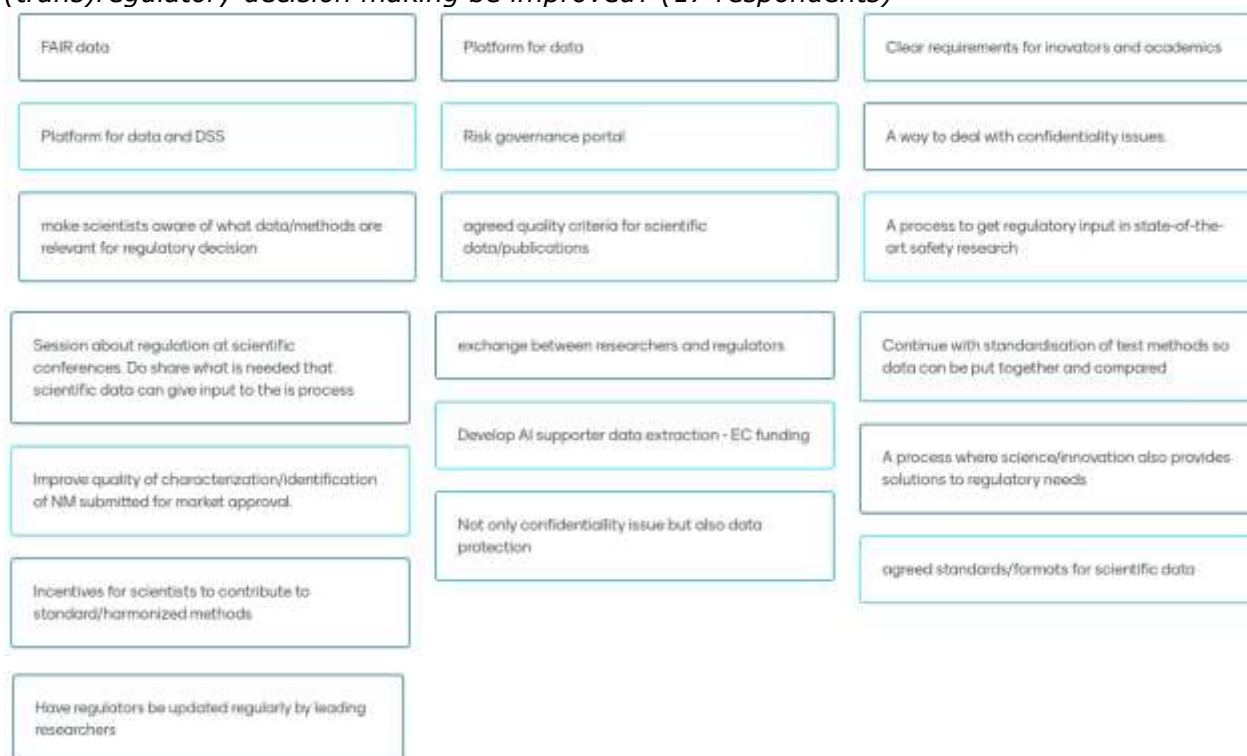 (trans)regulatory decision making be improved? (17 respondents)
FAIR data
Platform for data
Clear requirements for inovators and academics
Platform for data and DSS
Risk governance portal
A way to deal with confidentiality issues.
make scientists aware of what data/methods are
relevant for regulatory decision
agreed quality criteria for scientific
data/publications
A process to get regulatory input in state-of-the-
art safety research
Session about regulation at scientific
conferences. Do share what is needed that
scientific data can give input to the is process
exchange between researchers and regulators
Continue with standardisation of test methods so
data can be put together and compared
Develop AI supporter data extraction - EC funding
Improve quality of characterization/identification
of NM submitted for market approval.
A process where science/innovation also provides
solutions to regulatory needs
Not only confidentiallity issue but also data
protection
Incentives for scientists to contribute to
standard/harmonized methods
agreed standards/formats for scientific data
Have regulators be updated regularly by leading
researchers